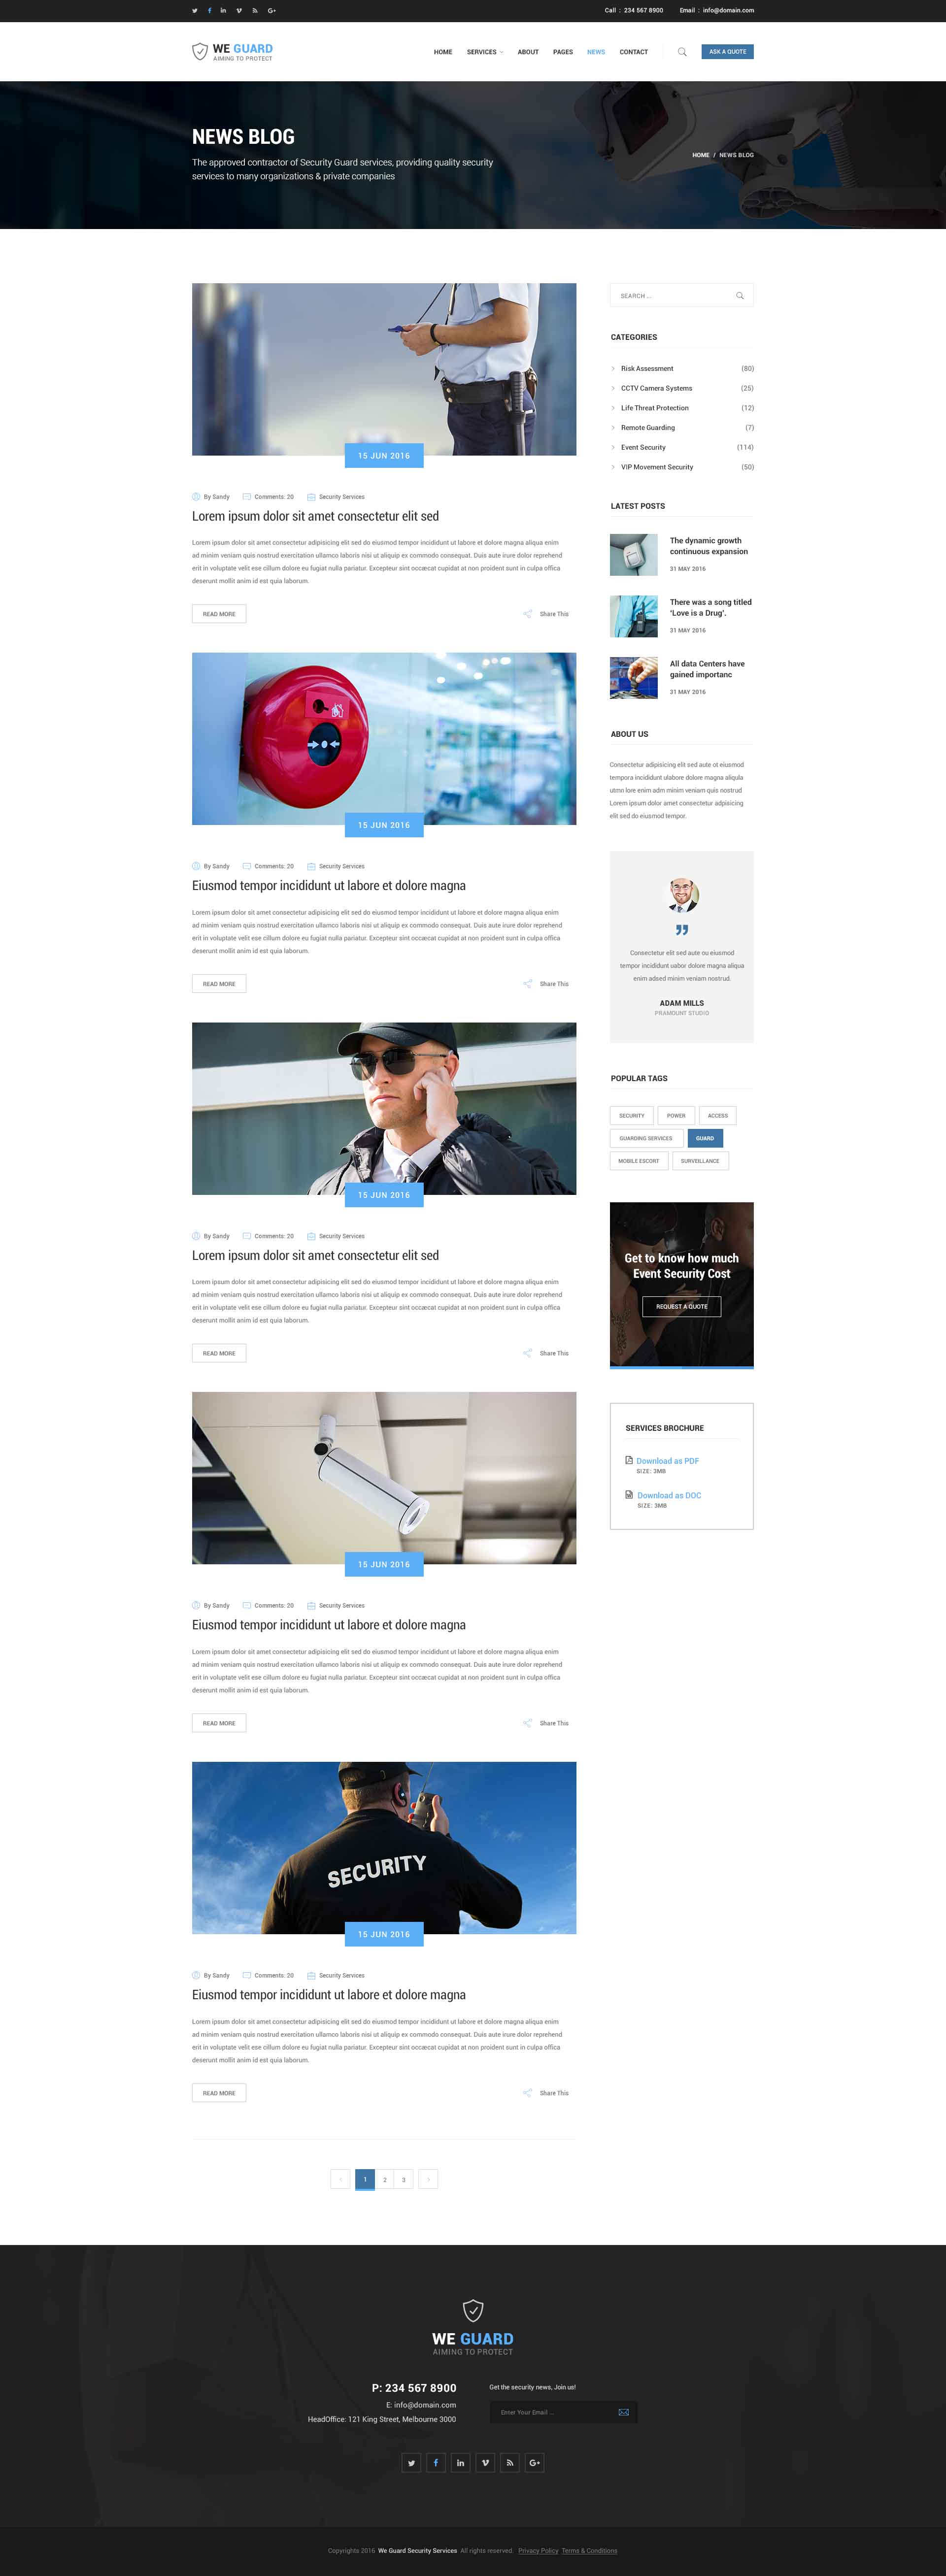 Call : 234 567 8900 Email : info@domain.com
WE GUARD
AIMING TO PROTECT
HOME SERVICES ABOUT PAGES NEWS CONTACT
ASK A QUOTE
NEWS BLOG
The approved contractor of Security Guard services, providing quality security
services to many organizations & private companies
HOME / NEWS BLOG
15 JUN 2016
By Sandy Comments: 20 Security Services
Lorem ipsum dolor sit amet consectetur elit sed
Lorem ipsum dolor sit amet consectetur adipisicing elit sed do eiusmod tempor incididunt ut labore et dolore magna aliqua enim
ad minim veniam quis nostrud exercitation ullamco laboris nisi ut aliquip ex commodo consequat. Duis aute irure dolor reprehend
erit in voluptate velit ese cillum dolore eu fugiat nulla pariatur. Excepteur sint occæcat cupidat at non proident sunt in culpa offica
deserunt mollit anim id est quia laborum.
READ MORE
Share This
15 JUN 2016
By Sandy Comments: 20 Security Services
Eiusmod tempor incididunt ut labore et dolore magna
Lorem ipsum dolor sit amet consectetur adipisicing elit sed do eiusmod tempor incididunt ut labore et dolore magna aliqua enim
ad minim veniam quis nostrud exercitation ullamco laboris nisi ut aliquip ex commodo consequat. Duis aute irure dolor reprehend
erit in voluptate velit ese cillum dolore eu fugiat nulla pariatur. Excepteur sint occæcat cupidat at non proident sunt in culpa offica
deserunt mollit anim id est quia laborum.
READ MORE
Share This
15 JUN 2016
By Sandy Comments: 20 Security Services
Lorem ipsum dolor sit amet consectetur elit sed
Lorem ipsum dolor sit amet consectetur adipisicing elit sed do eiusmod tempor incididunt ut labore et dolore magna aliqua enim
ad minim veniam quis nostrud exercitation ullamco laboris nisi ut aliquip ex commodo consequat. Duis aute irure dolor reprehend
erit in voluptate velit ese cillum dolore eu fugiat nulla pariatur. Excepteur sint occæcat cupidat at non proident sunt in culpa offica
deserunt mollit anim id est quia laborum.
READ MORE
Share This
15 JUN 2016
By Sandy Comments: 20 Security Services
Eiusmod tempor incididunt ut labore et dolore magna
Lorem ipsum dolor sit amet consectetur adipisicing elit sed do eiusmod tempor incididunt ut labore et dolore magna aliqua enim
ad minim veniam quis nostrud exercitation ullamco laboris nisi ut aliquip ex commodo consequat. Duis aute irure dolor reprehend
erit in voluptate velit ese cillum dolore eu fugiat nulla pariatur. Excepteur sint occæcat cupidat at non proident sunt in culpa offica
deserunt mollit anim id est quia laborum.
READ MORE
Share This
SECURITY
15 JUN 2016
By Sandy Comments: 20 Security Services
Eiusmod tempor incididunt ut labore et dolore magna
Lorem ipsum dolor sit amet consectetur adipisicing elit sed do eiusmod tempor incididunt ut labore et dolore magna aliqua enim
ad minim veniam quis nostrud exercitation ullamco laboris nisi ut aliquip ex commodo consequat. Duis aute irure dolor reprehend
erit in voluptate velit ese cillum dolore eu fugiat nulla pariatur. Excepteur sint occæcat cupidat at non proident sunt in culpa offica
deserunt mollit anim id est quia laborum.
READ MORE
Share This
1 2 3
SEARCH ...
CATEGORIES
Risk Assessment (80)
CCTV Camera Systems (25)
Life Threat Protection (12)
Remote Guarding (7)
Event Security (114)
VIP Movement Security (50)
LATEST POSTS
The dynamic growth
continuous expansion
31 MAY 2016
There was a song titled
‘Love is a Drug’.
31 MAY 2016
All data Centers have
gained importanc
31 MAY 2016
ABOUT US
Consectetur adipisicing elit sed aute ot eiusmod
tempora incididunt ulabore dolore magna aliqula
utmn lore enim adm minim veniam quis nostrud
Lorem ipsum dolor amet consectetur adpisicing
elit sed do eiusmod tempor.
Consectetur elit sed aute ou eiusmod
tempor incididunt uabor dolore magna aliqua
enim adsed minim veniam nostrud.
ADAM MILLS
PRAMOUNT STUDIO
POPULAR TAGS
SECURITY POWER ACCESS
GUARDING SERVICES GUARD
MOBILE ESCORT SURVEILLANCE
Get to know how much
Event Security Cost
REQUEST A QUOTE
SERVICES BROCHURE
Download as PDF
SIZE: 3MB
Download as DOC
SIZE: 3MB
WE GUARD
AIMING TO PROTECT
P: 234 567 8900
E: info@domain.com
HeadOffice: 121 King Street, Melbourne 3000
Get the security news, Join us!
Enter Your Email ...
Copyrights 2016 We Guard Security Services All rights reserved. Privacy Policy Terms & Conditions